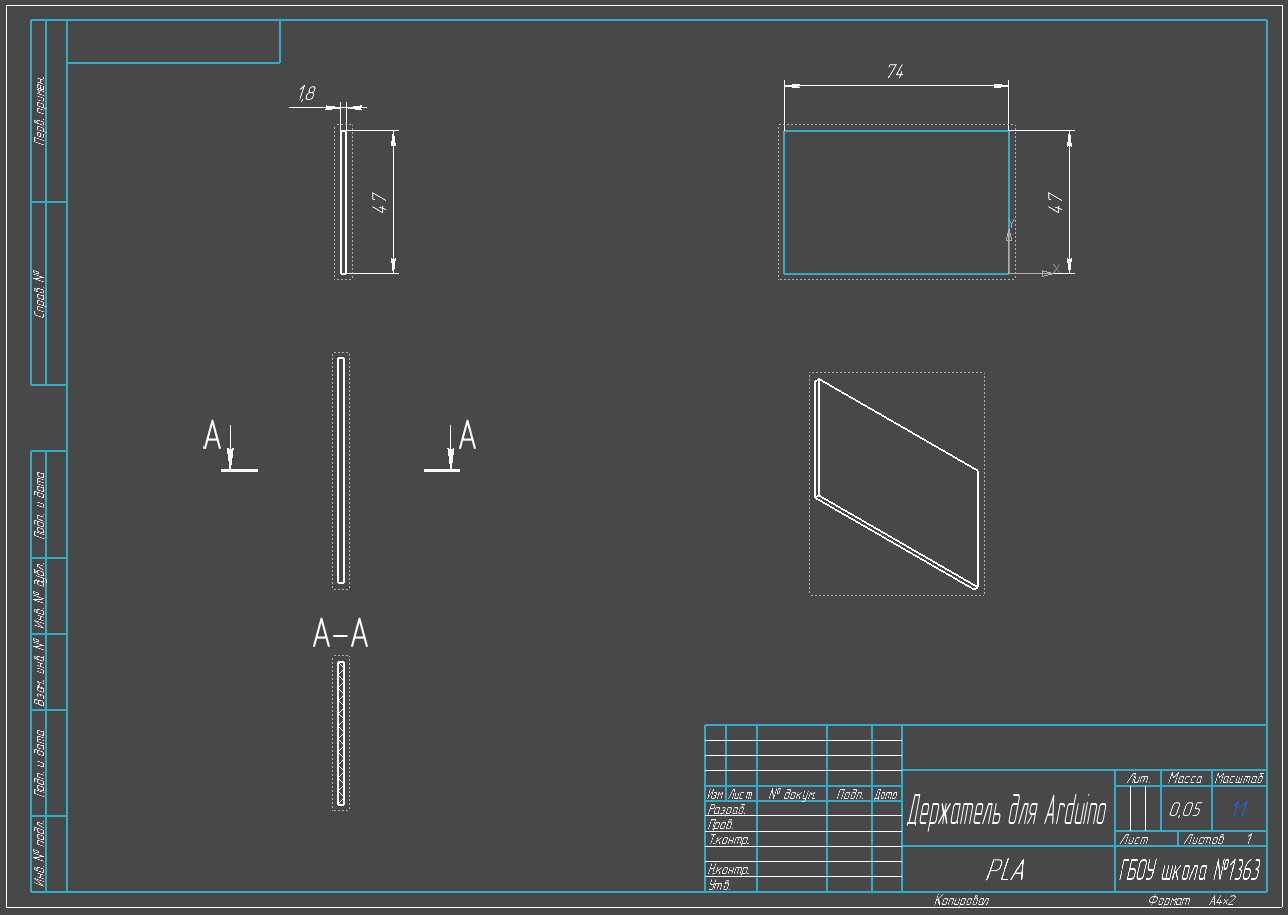 Перв. примен.
Справ. №
Подп. и дата
Инв. № дубл.
Взам. инв. №
Подп. и дата
Инв. № подл.
1,8
47
74
47
Y
X
А
А
А–А
Изм Лист № докум. Подп. Дата
Разраб.
Пров.
Т.контр.
Н.контр.
Утв.
Держатель для Arduino
Лит. Масса Масштаб
0,05 1:1
Лист Листов 1
PLA
ГБОУ школа №1363
Копировал Формат А4×2